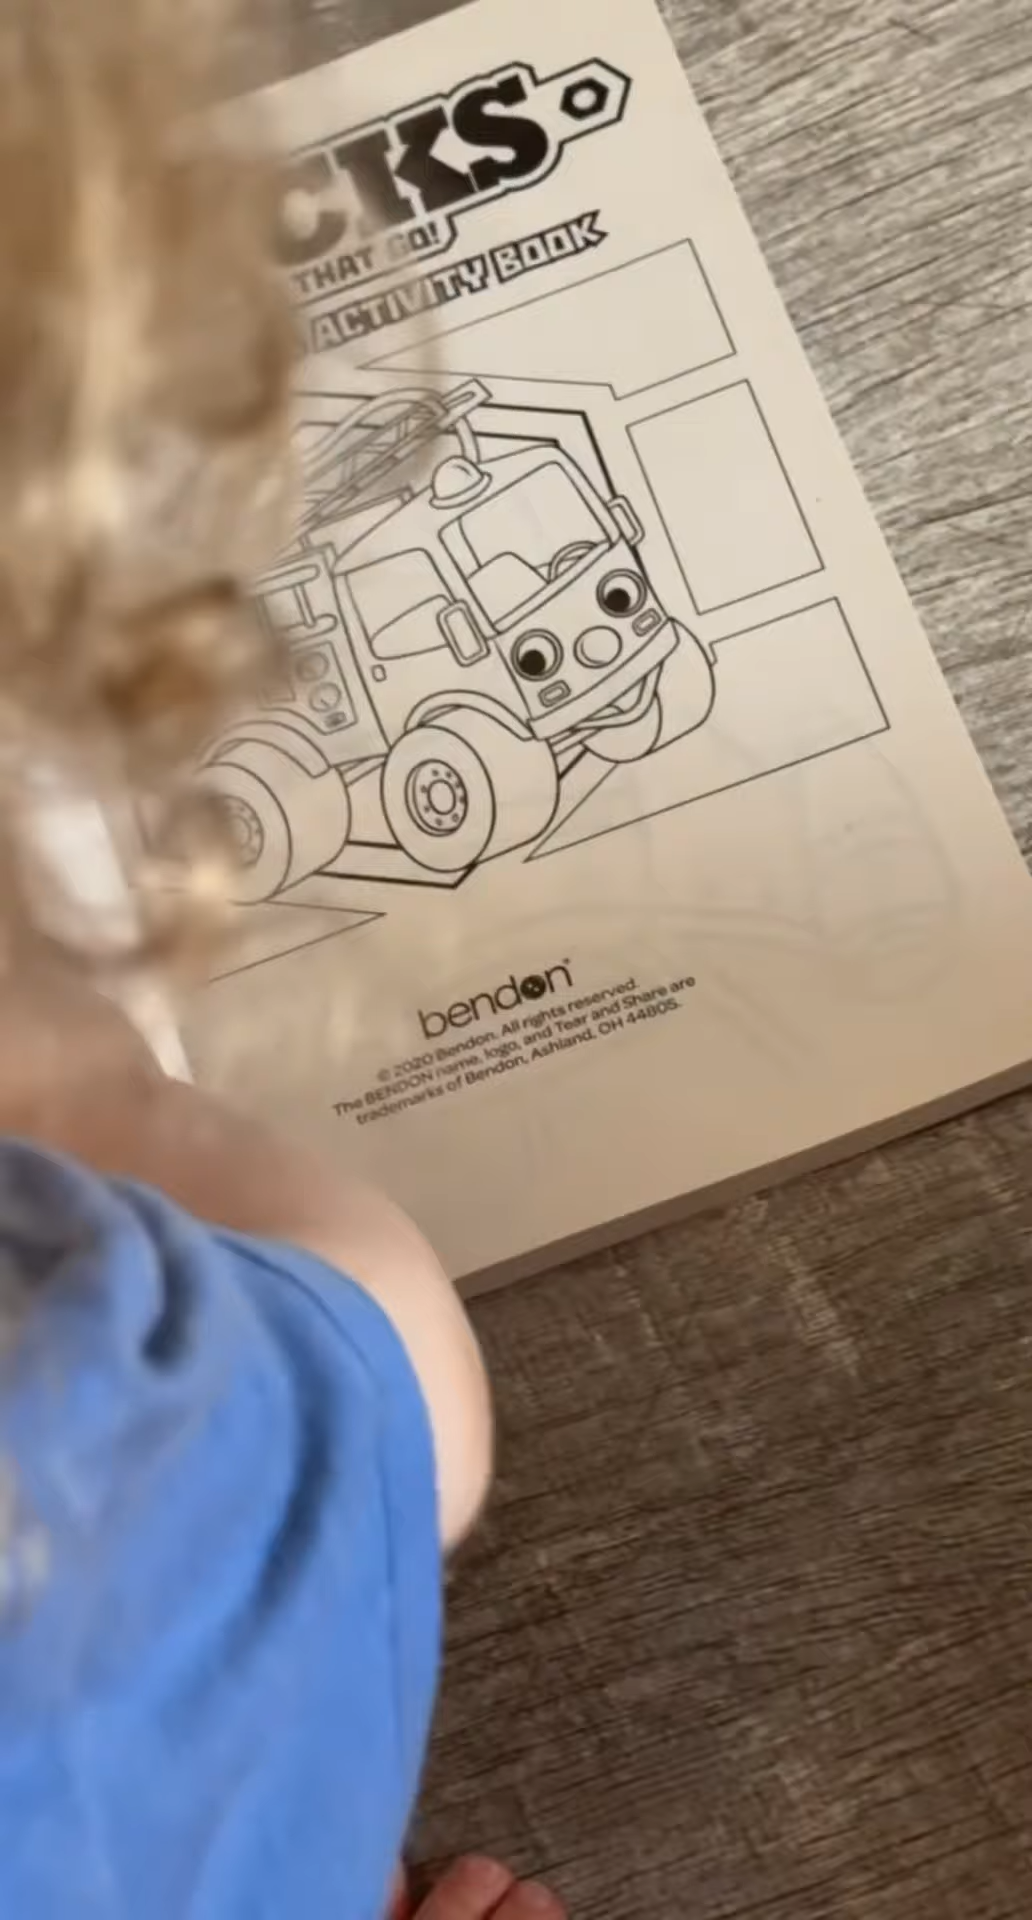 CKS
THAT GO!
ACTIVITY BOOK
bendon
© 2020 Bendon. All rights reserved.
The BENDON name, logo, and Tear and Share are
trademarks of Bendon, Ashland, OH 44805.